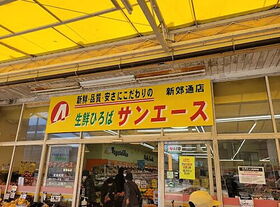 新鮮・品質・安さにこだわりの
新郊通店
生鮮ひろば サンエース